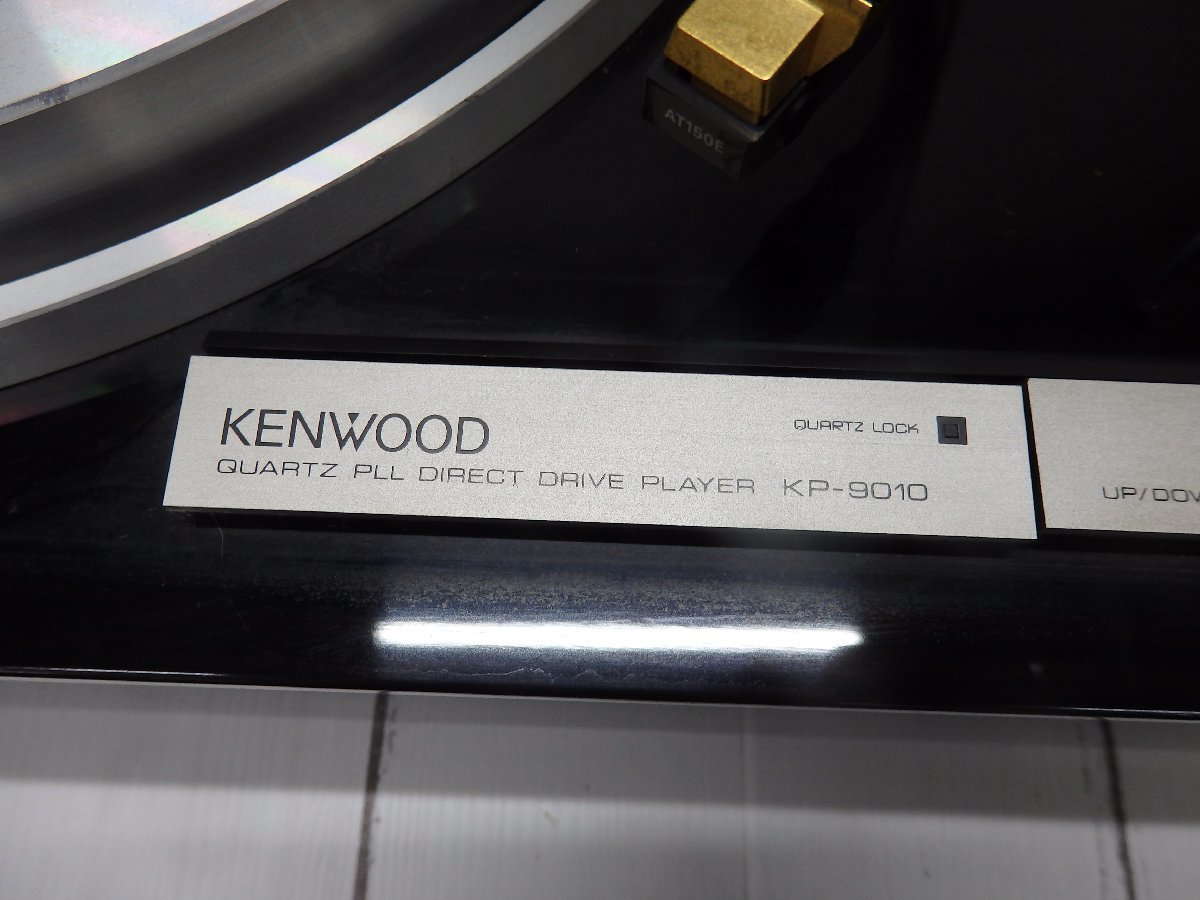 AT150E
KENWOOD
QUARTZ LOCK
QUARTZ PLL DIRECT DRIVE PLAYER KP-9010